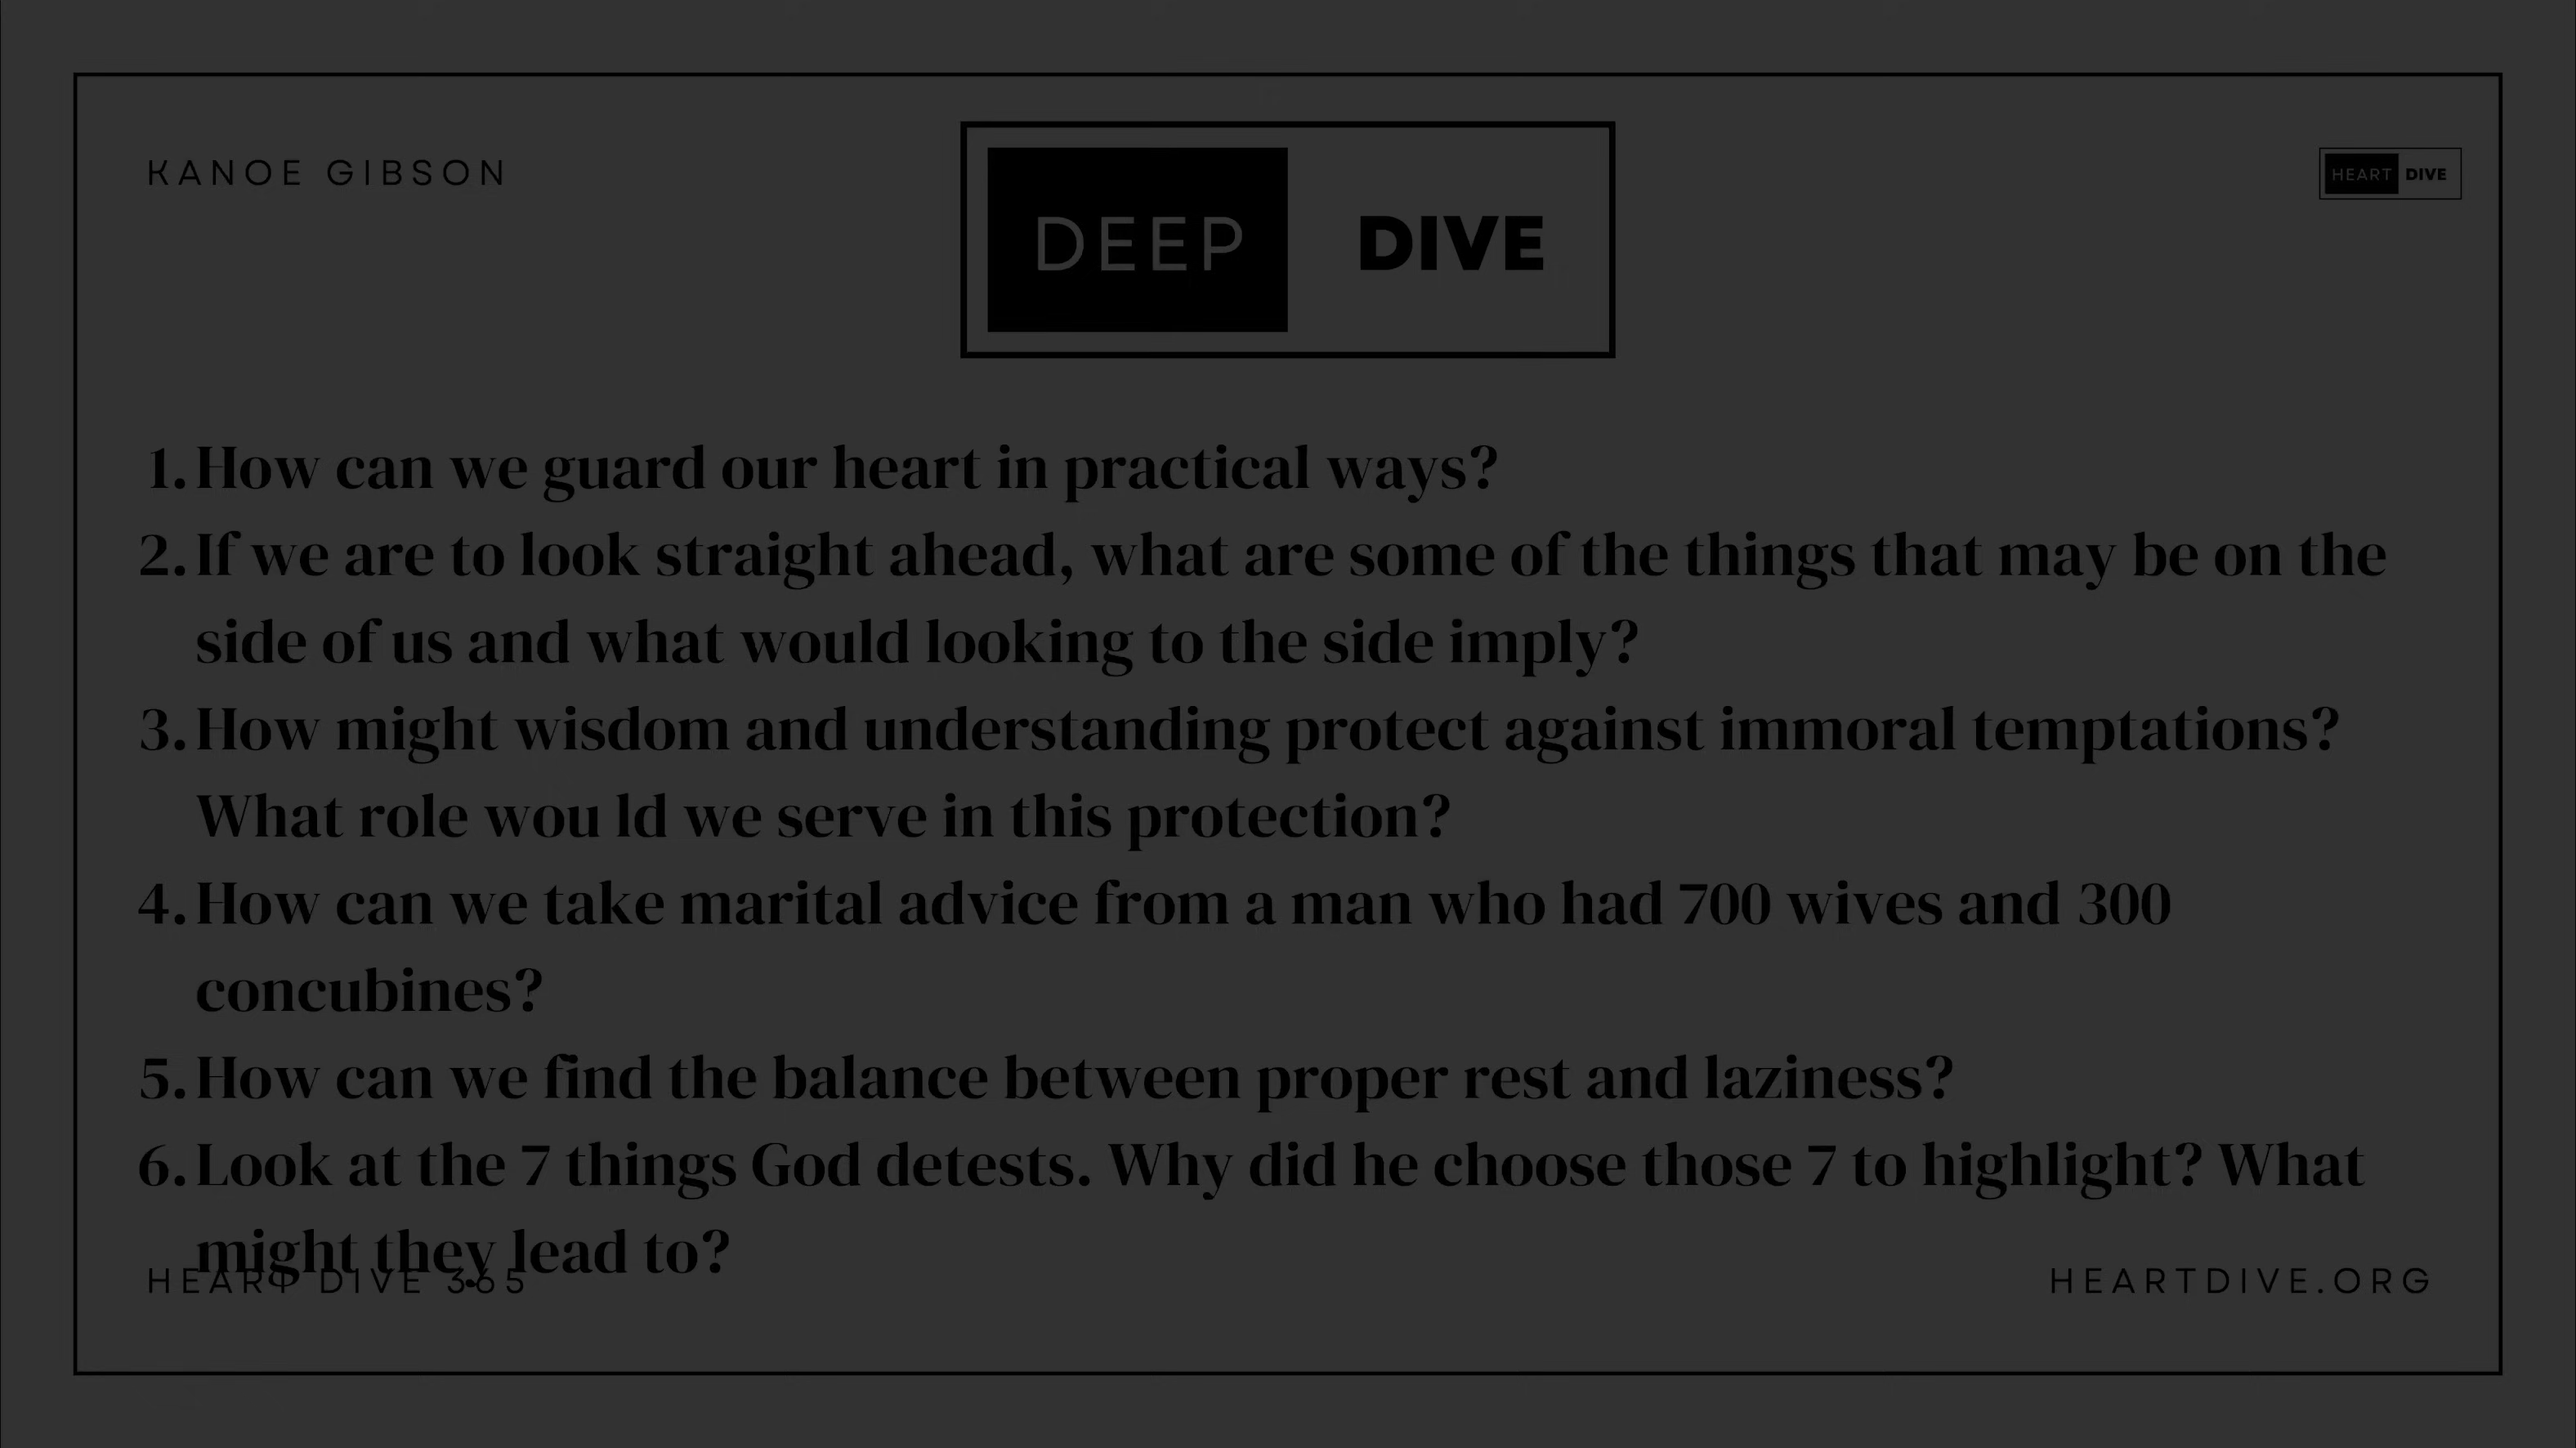 KANOE GIBSON
DEEP DIVE
HEART DIVE
1. How can we guard our heart in practical ways?
2. If we are to look straight ahead, what are some of the things that may be on the
side of us and what would looking to the side imply?
3. How might wisdom and understanding protect against immoral temptations?
What role wou ld we serve in this protection?
4. How can we take marital advice from a man who had 700 wives and 300
concubines?
5. How can we find the balance between proper rest and laziness?
6. Look at the 7 things God detests. Why did he choose those 7 to highlight? What
might they lead to?
HEART DIVE 365
HEARTDIVE.ORG